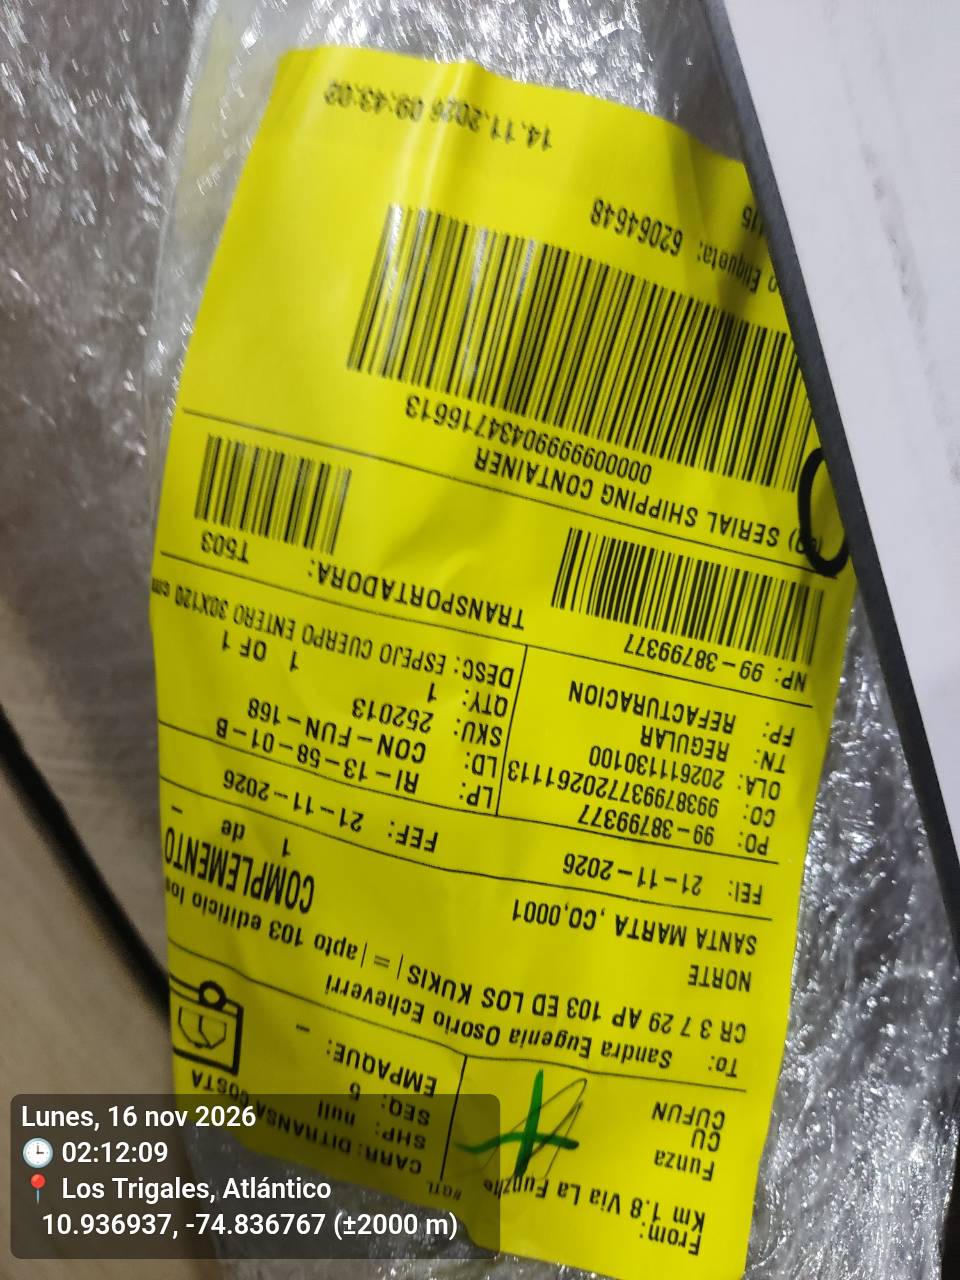 From:
Km 1.8 Via La Funzite
Funza
CU
CUFUN
#GTL
CARR: DITRANSA COSTA
SHP: null
SEQ: 6
EMPAQUE: -
To: Sandra Eugenia Osorio Echeverri
CR 3 7 29 AP 103 ED LOS KUKIS | = | apto 103 edificio los
NORTE
SANTA MARTA , CO,0001
COMPLEMENTO
1 de -
FEI: 21-11-2026
FEF: 21-11-2026
PO: 99-38799377
CO: 993879937720261113
OLA: 202611130100
TN: REGULAR
FP: REFACTURACION
LP: RI-13-58-01-B
LD: CON-FUN-168
SKU: 252013
QTY: 1 1 OF 1
DESC: ESPEJO CUERPO ENTERO 30X120 cm
NP: 99-38799377
TRANSPORTADORA: T503
SERIAL SHIPPING CONTAINER
00000999990434716613
Etiqueta: 62064648
14.11.2026 09:43:02
Lunes, 16 nov 2026
02:12:09
Los Trigales, Atlántico
10.936937, -74.836767 (±2000 m)